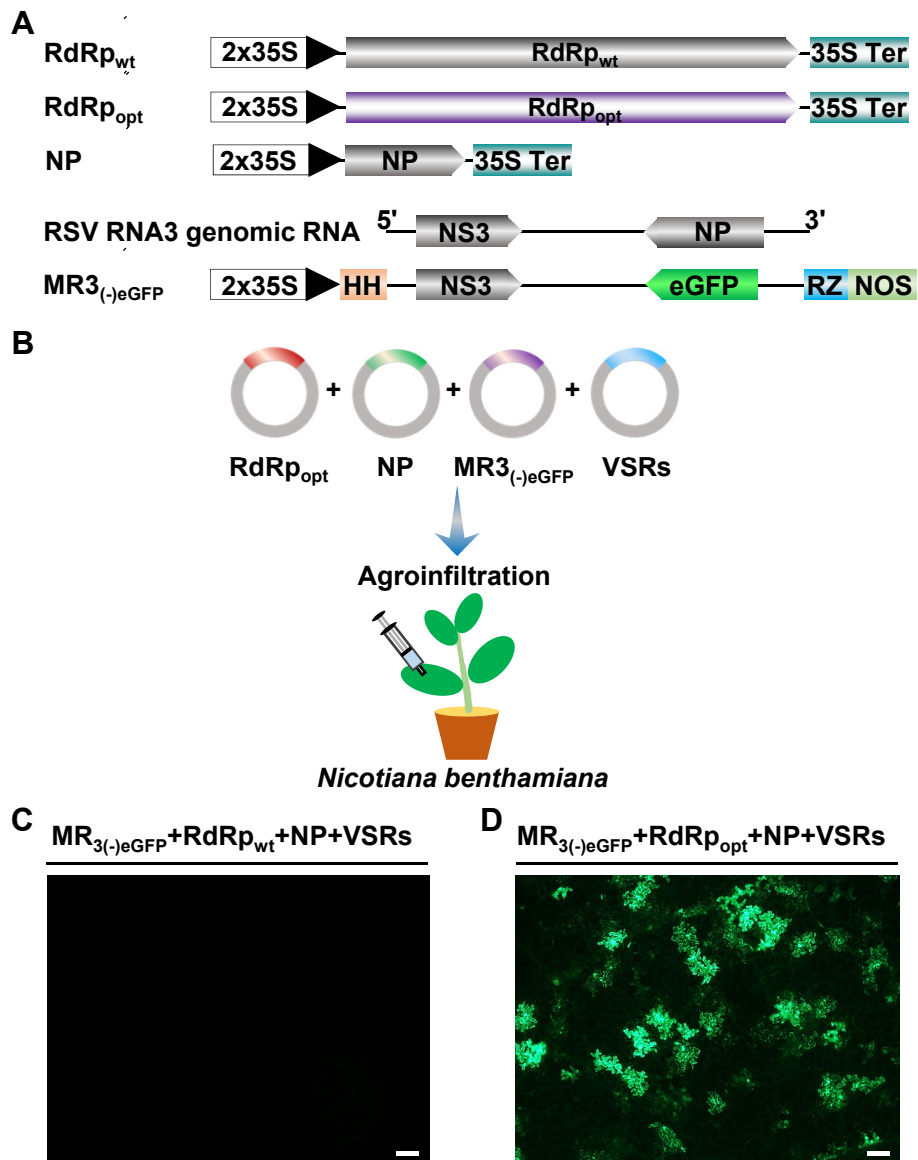 A
RdRpwt 2x35S RdRpwt 35S Ter
RdRpopt 2x35S RdRpopt 35S Ter
NP 2x35S NP 35S Ter
RSV RNA3 genomic RNA 5' NS3 NP 3'
MR3(-)eGFP 2x35S HH NS3 eGFP RZ NOS
B
+ + +
RdRpopt NP MR3(-)eGFP VSRs
Agroinfiltration
Nicotiana benthamiana
C D
MR3(-)eGFP+RdRpwt+NP+VSRs MR3(-)eGFP+RdRpopt+NP+VSRs